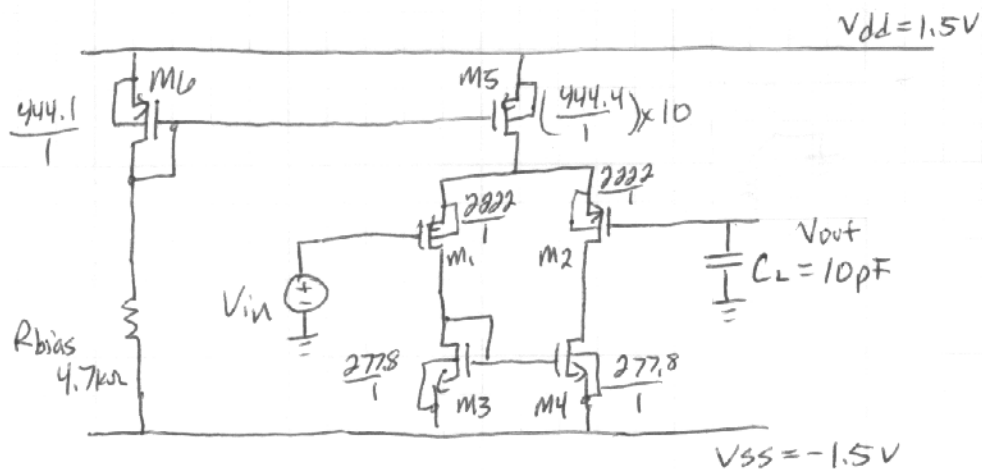 Vdd=1.5V
M6
M5
444.1
1
(444.4
1)x10
2222
1
2222
1
M1
M2
Vout
CL=10pF
Vin
Rbias
4.7kΩ
277.8
1
277.8
1
M3
M4
Vss=-1.5V